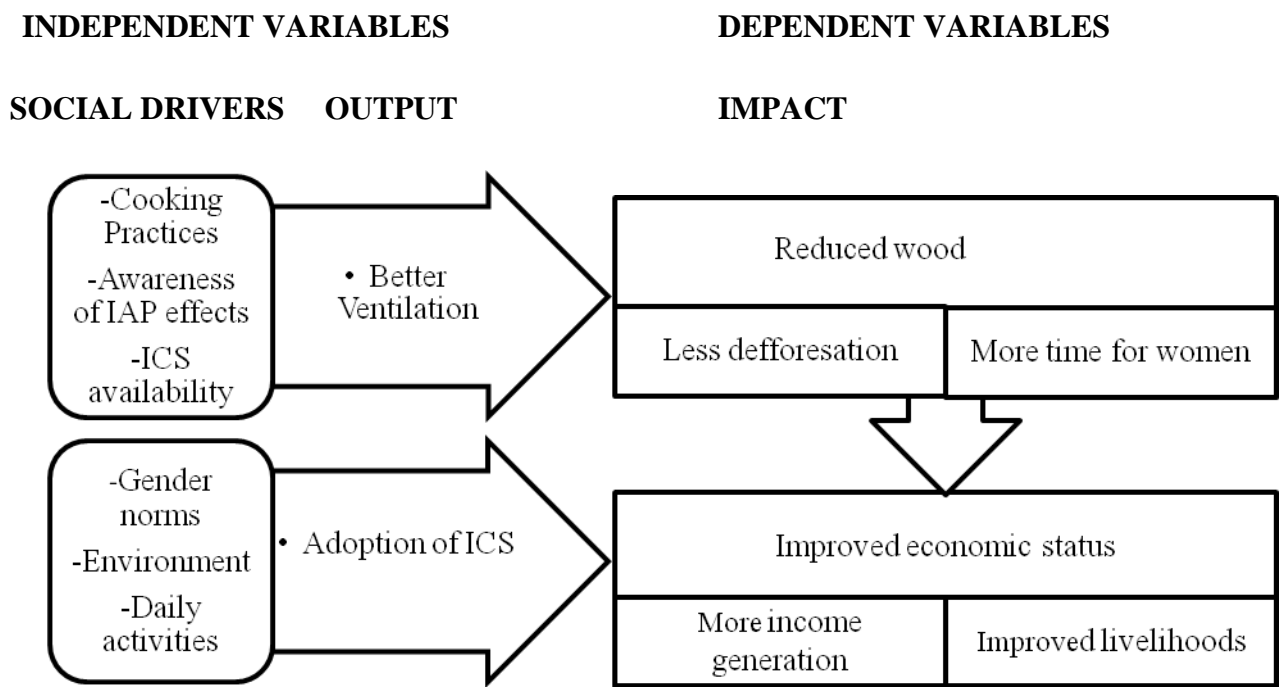 INDEPENDENT VARIABLES DEPENDENT VARIABLES
SOCIAL DRIVERS OUTPUT IMPACT
-Cooking
Practices
-Awareness
of IAP effects
-ICS
availability
• Better
Ventilation
Reduced wood
Less defforesation
More time for women
-Gender
norms
-Environment
-Daily
activities
• Adoption of ICS
Improved economic status
More income
generation
Improved livelihoods